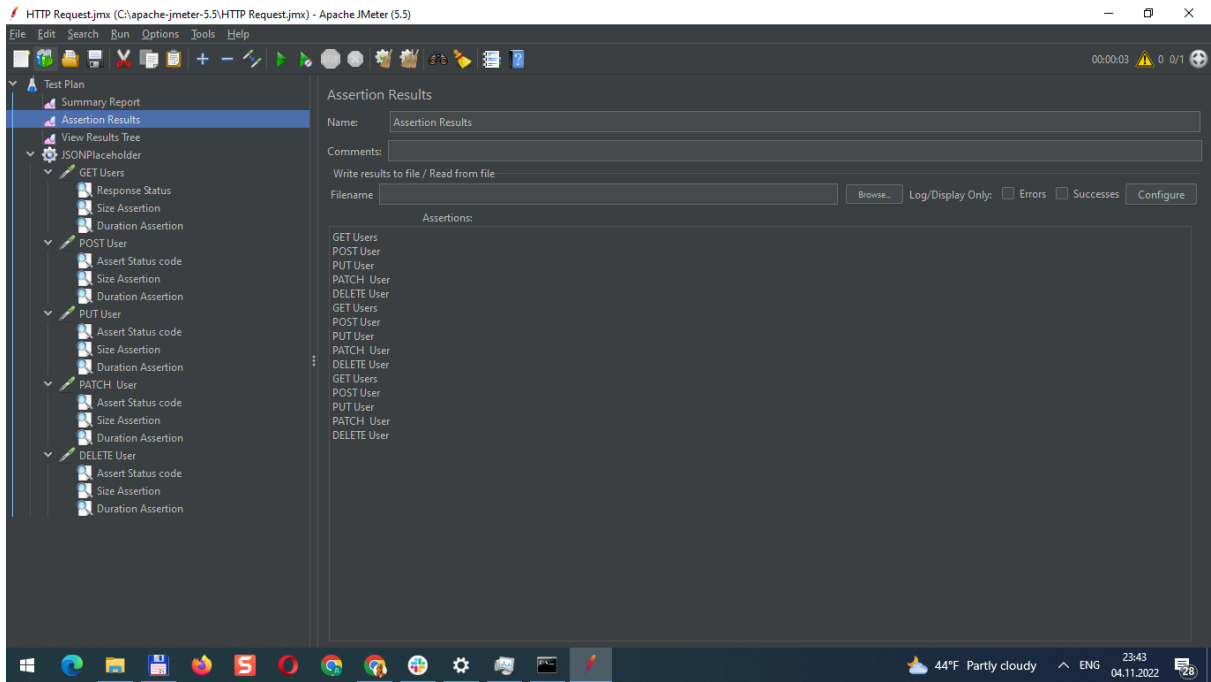 HTTP Request.jmx (C:\apache-jmeter-5.5\HTTP Request.jmx) - Apache JMeter (5.5)
File Edit Search Run Options Tools Help
00:00:03 0 0/1
Test Plan
Summary Report
Assertion Results
View Results Tree
JSONPlaceholder
GET Users
Response Status
Size Assertion
Duration Assertion
POST User
Assert Status code
Size Assertion
Duration Assertion
PUT User
Assert Status code
Size Assertion
Duration Assertion
PATCH User
Assert Status code
Size Assertion
Duration Assertion
DELETE User
Assert Status code
Size Assertion
Duration Assertion
Assertion Results
Name: Assertion Results
Comments:
Write results to file / Read from file
Filename Browse... Log/Display Only: Errors Successes Configure
Assertions:
GET Users
POST User
PUT User
PATCH User
DELETE User
GET Users
POST User
PUT User
PATCH User
DELETE User
GET Users
POST User
PUT User
PATCH User
DELETE User
44°F Partly cloudy ENG 23:43
04.11.2022 28